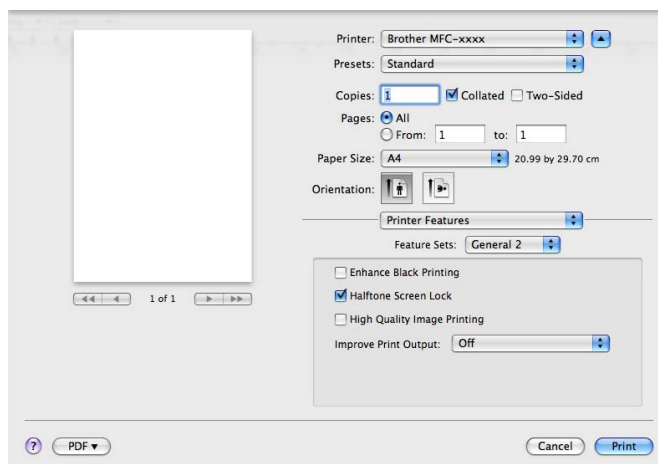 Printer: Brother MFC-xxxx
Presets: Standard
Copies: 1 Collated Two-Sided
Pages: All
From: 1 to: 1
Paper Size: A4 20.99 by 29.70 cm
Orientation:
Printer Features
Feature Sets: General 2
Enhance Black Printing
1 of 1
Halftone Screen Lock
High Quality Image Printing
Improve Print Output: Off
? PDF Cancel Print